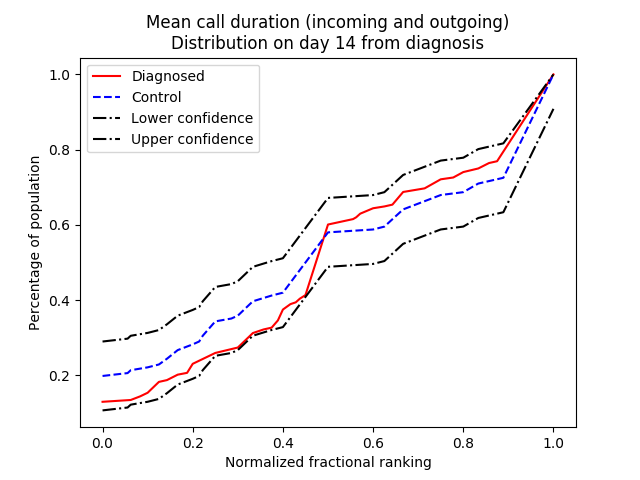 Mean call duration (incoming and outgoing)
Distribution on day 14 from diagnosis
Diagnosed
Control
Lower confidence
Upper confidence
Percentage of population
1.0
0.8
0.6
0.4
0.2
0.0 0.2 0.4 0.6 0.8 1.0
Normalized fractional ranking